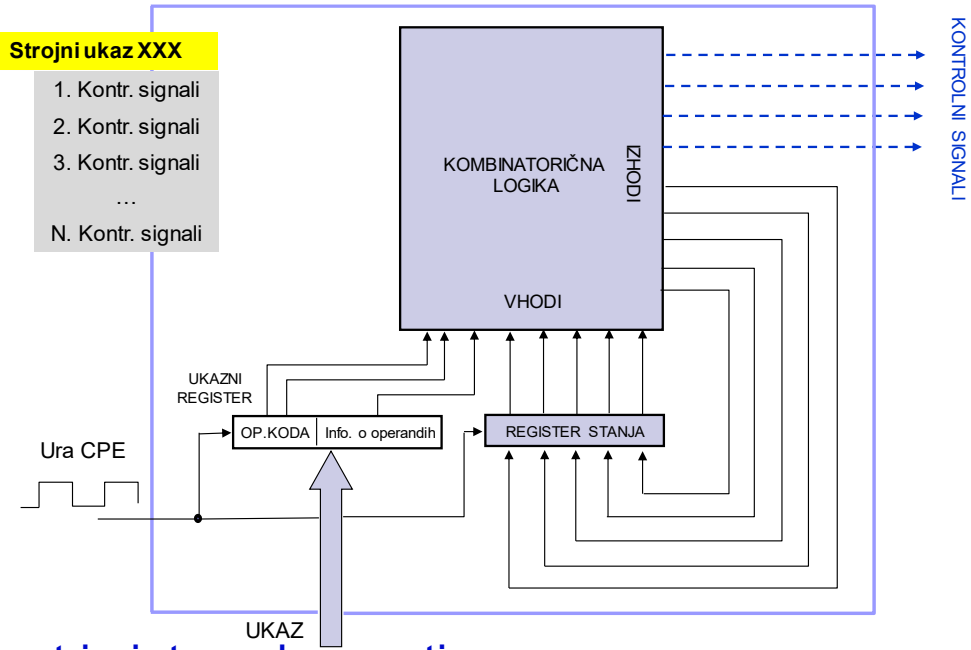 Strojni ukaz XXX
1. Kontr. signali
2. Kontr. signali
3. Kontr. signali
…
N. Kontr. signali
KONTROLNI SIGNALI
KOMBINATORIČNA
LOGIKA
IZHODI
VHODI
UKAZNI
REGISTER
OP.KODA
Info. o operandih
REGISTER STANJA
Ura CPE
UKAZ